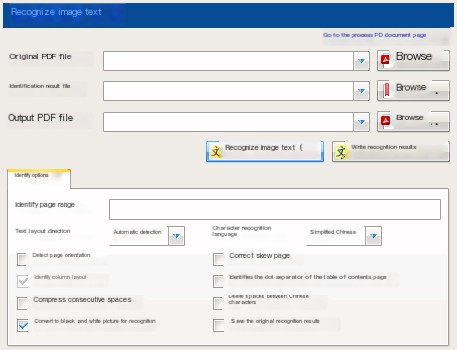 Recognize image text
Go to the process FD document page
Original PDF file
Browse
Identification result file
Browse
Output PDF file
Browse
Recognize image text (
Write recognition results
Identify options
Identify page range
Text layout direction
Automatic detection
Character recognition
language
Simplified Chinese
Detect page orientation
Correct skew page
Identify column layout
Identifies the dot separator of the table of contents page
Compress consecutive spaces
Delete spaces between Chinese
characters
Convert to black and white picture for recognition
Save the original recognition results